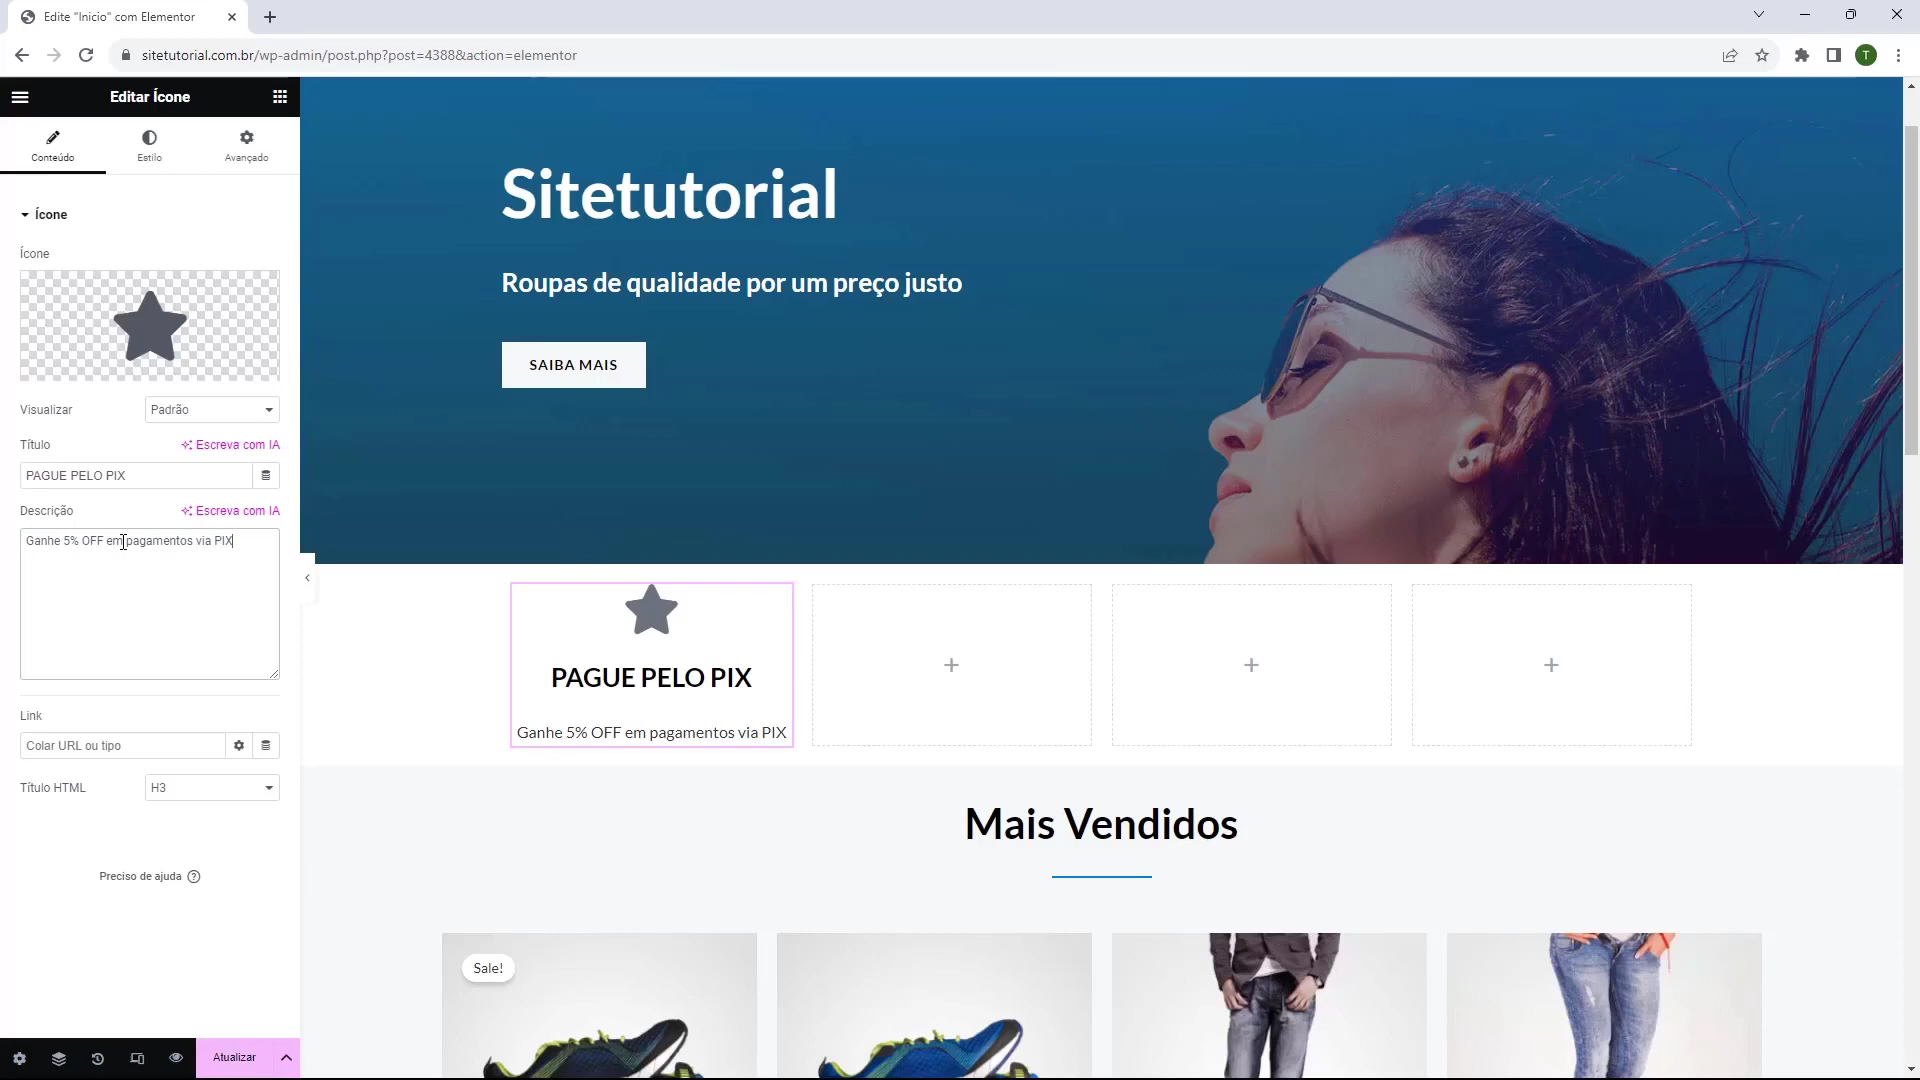 Edite "Inicio" com Elementor
sitetutorial.com.br/wp-admin/post.php?post=4388&action=elementor
T
Editar Ícone
Conteúdo
Estilo
Avançado
Ícone
Ícone
Visualizar
Padrão
Título
Escreva com IA
PAGUE PELO PIX
Descrição
Escreva com IA
Ganhe 5% OFF em pagamentos via PIX
Link
Colar URL ou tipo
Título HTML
H3
Preciso de ajuda
Atualizar
Sitetutorial
Roupas de qualidade por um preço justo
SAIBA MAIS
PAGUE PELO PIX
Ganhe 5% OFF em pagamentos via PIX
Mais Vendidos
Sale!